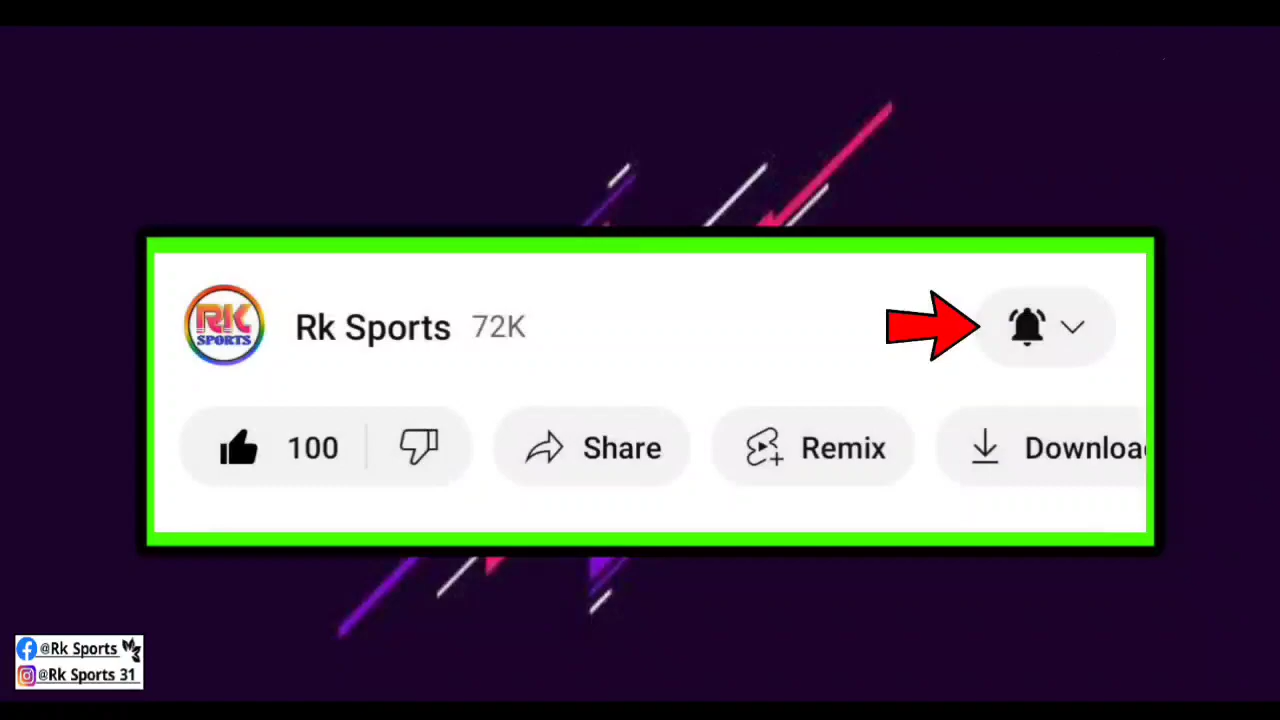 RK
SPORTS
Rk Sports 72K
100
Share
Remix
Downloa
@Rk Sports
@Rk Sports 31